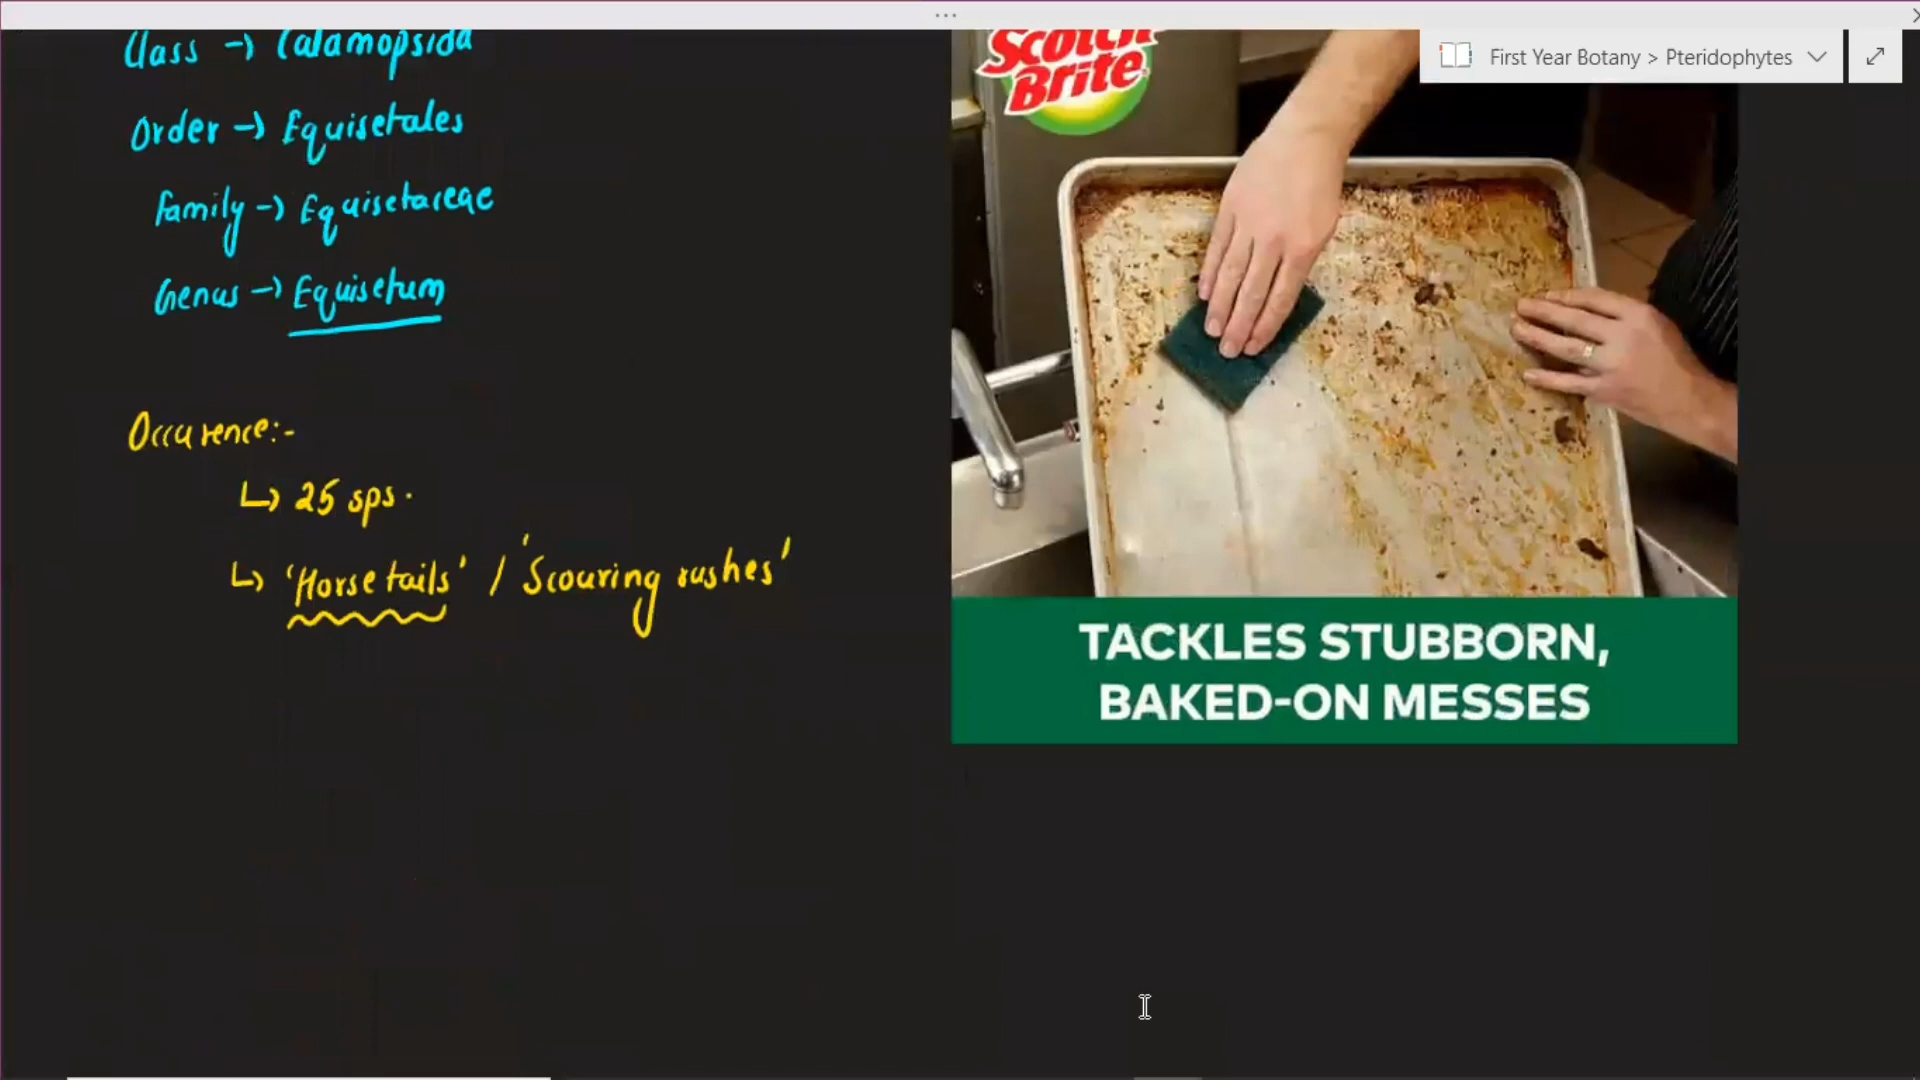 Class → Calamopsida
Order → Equisetales
Family → Equisetaceae
Genus → Equisetum
Occurence:-
↳ 25 sps.
↳ 'Horse tails' / 'Scouring rushes'
Scotch
Brite
First Year Botany > Pteridophytes
TACKLES STUBBORN,
BAKED-ON MESSES